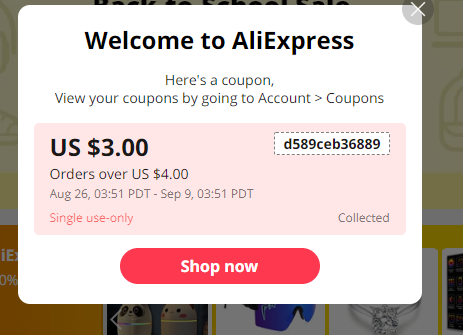 Back to School Sale
Welcome to AliExpress
Here's a coupon,
View your coupons by going to Account > Coupons
US $3.00
d589ceb36889
Orders over US $4.00
Aug 26, 03:51 PDT - Sep 9, 03:51 PDT
Single use-only
Collected
Shop now